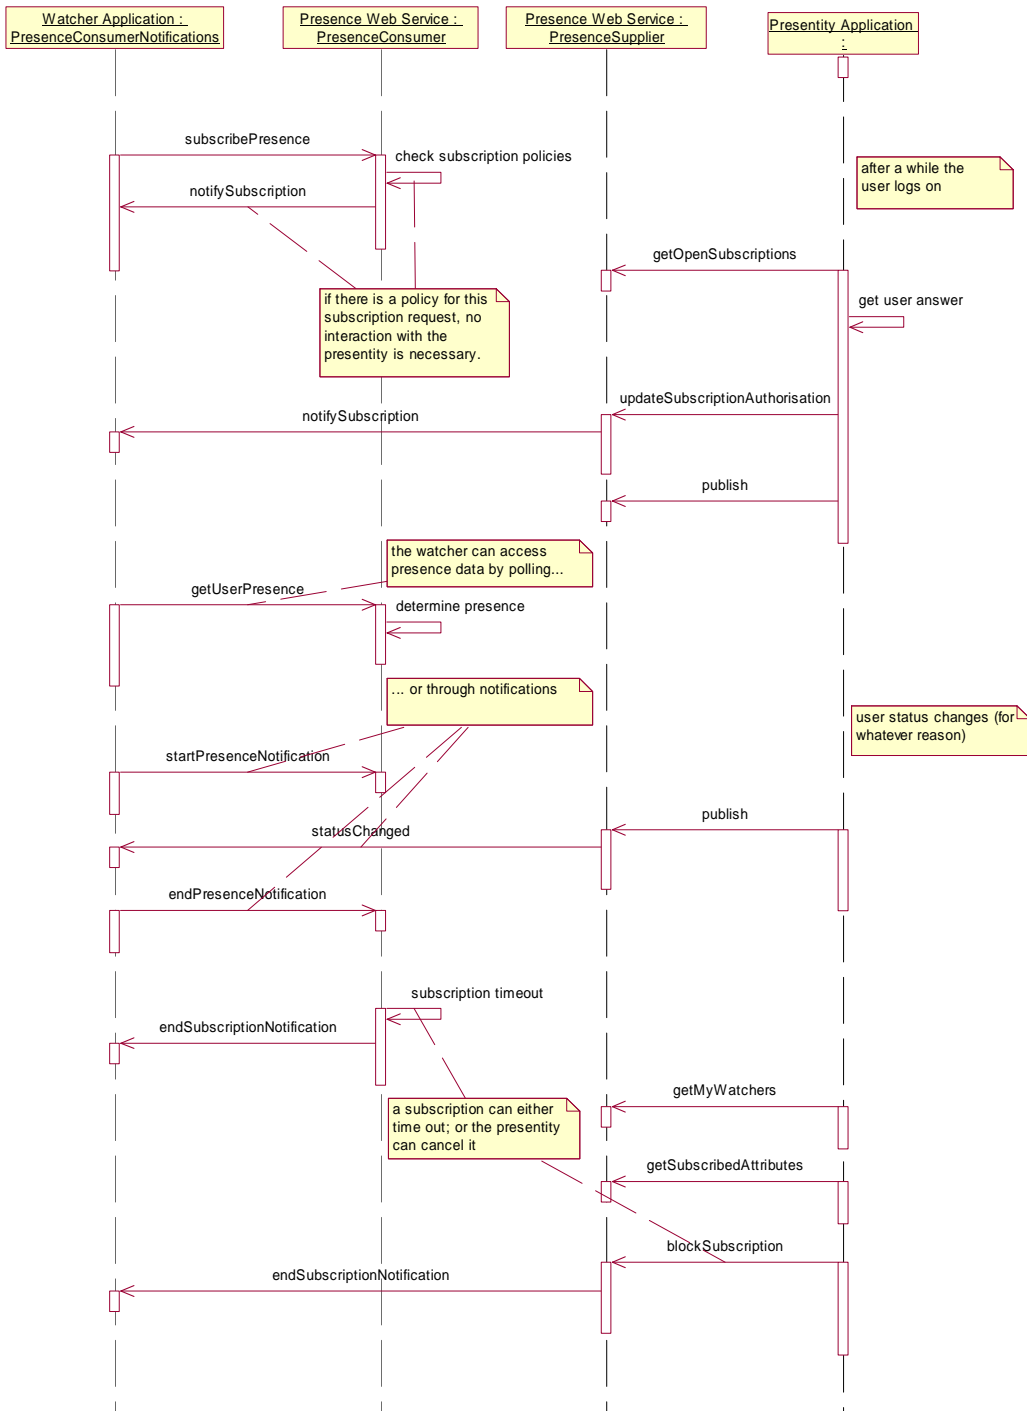 Watcher Application :
PresenceConsumerNotifications
Presence Web Service :
PresenceConsumer
Presence Web Service :
PresenceSupplier
Presentity Application
:
subscribePresence
check subscription policies
after a while the
user logs on
notifySubscription
getOpenSubscriptions
if there is a policy for this
subscription request, no
interaction with the
presentity is necessary.
get user answer
updateSubscriptionAuthorisation
notifySubscription
publish
the watcher can access
presence data by polling...
getUserPresence
determine presence
... or through notifications
user status changes (for
whatever reason)
startPresenceNotification
publish
statusChanged
endPresenceNotification
subscription timeout
endSubscriptionNotification
getMyWatchers
a subscription can either
time out; or the presentity
can cancel it
getSubscribedAttributes
blockSubscription
endSubscriptionNotification